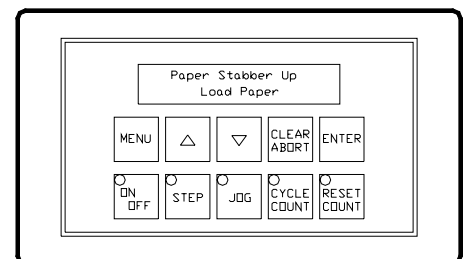 Paper Stabber Up
Load Paper
MENU
CLEAR
ABORT
ENTER
ON
OFF
STEP
JOG
CYCLE
COUNT
RESET
COUNT